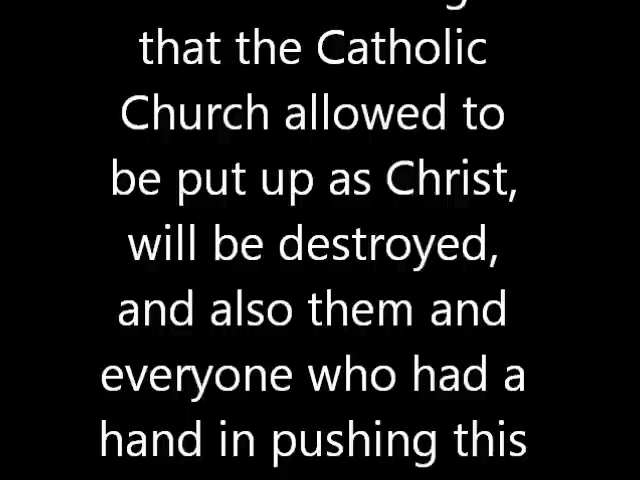 that the Catholic
Church allowed to
be put up as Christ,
will be destroyed,
and also them and
everyone who had a
hand in pushing this